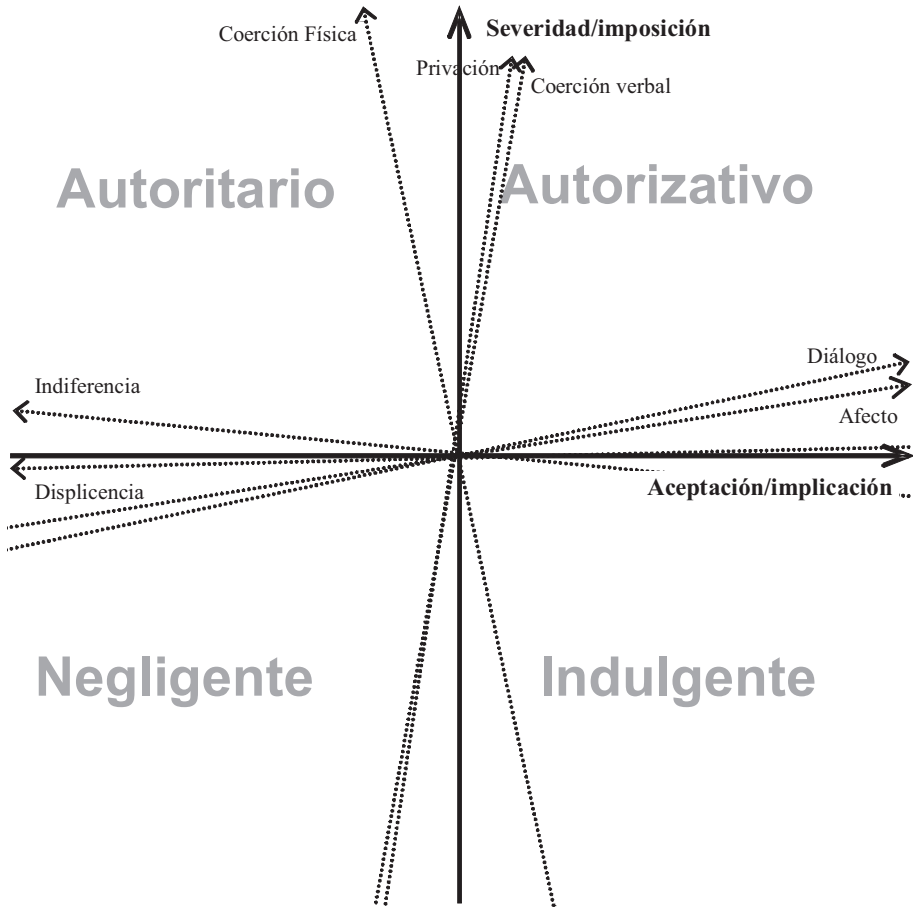 Coerción Física
Severidad/imposición
Privación
Coerción verbal
Autoritario
Autorizativo
Diálogo
Indiferencia
Afecto
Displicencia
Aceptación/implicación
Negligente
Indulgente